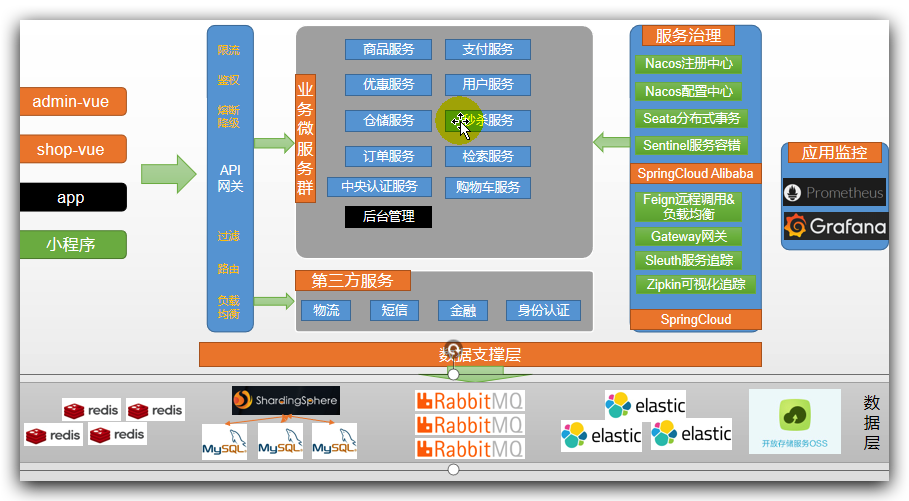 admin-vue
shop-vue
app
小程序
限流
鉴权
熔断
降级
API
网关
过滤
路由
负载
均衡
业务微服务群
商品服务
支付服务
优惠服务
用户服务
仓储服务
秒杀服务
订单服务
检索服务
中央认证服务
购物车服务
后台管理
第三方服务
物流
短信
金融
身份认证
服务治理
Nacos注册中心
Nacos配置中心
Seata分布式事务
Sentinel服务容错
SpringCloud Alibaba
Feign远程调用&
负载均衡
Gateway网关
Sleuth服务追踪
Zipkin可视化追踪
SpringCloud
应用监控
Prometheus
Grafana
数据支撑层
redis
redis
redis
redis
ShardingSphere
MySQL
MySQL
MySQL
RabbitMQ
RabbitMQ
RabbitMQ
elastic
elastic
elastic
开放存储服务OSS
数据层